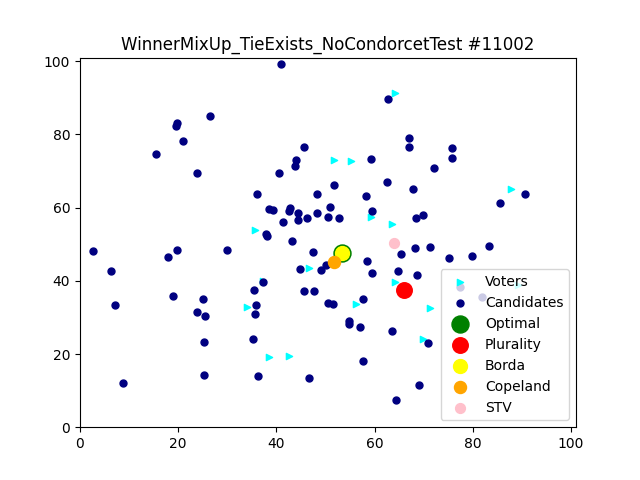 WinnerMixUp_TieExists_NoCondorcetTest #11002
100
80
60
40
20
0
0 20 40 60 80 100
Voters
Candidates
Optimal
Plurality
Borda
Copeland
STV